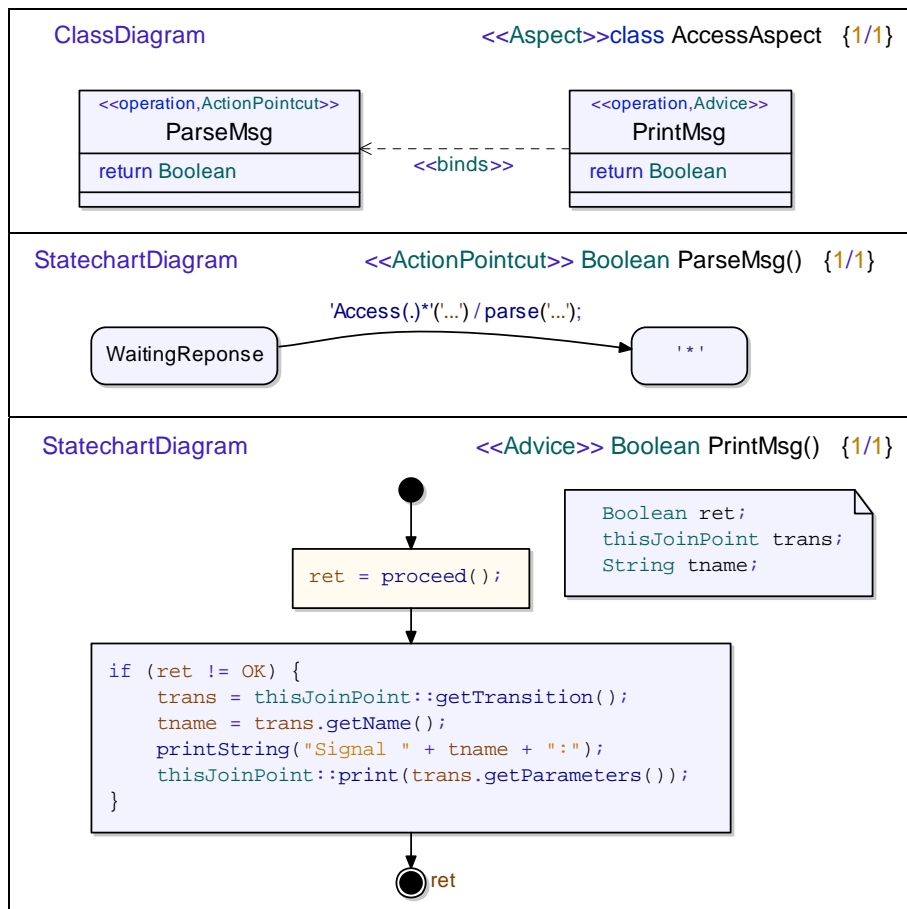 ClassDiagram <<Aspect>>class AccessAspect {1/1}
<<operation,ActionPointcut>>
ParseMsg
return Boolean
<<binds>>
<<operation,Advice>>
PrintMsg
return Boolean
StatechartDiagram <<ActionPointcut>> Boolean ParseMsg() {1/1}
'Access(.)*'('...') / parse('...');
WaitingReponse
'*'
StatechartDiagram <<Advice>> Boolean PrintMsg() {1/1}
Boolean ret;
thisJoinPoint trans;
String tname;
ret = proceed();
if (ret != OK) {
trans = thisJoinPoint::getTransition();
tname = trans.getName();
printString("Signal " + tname + ":");
thisJoinPoint::print(trans.getParameters());
}
ret